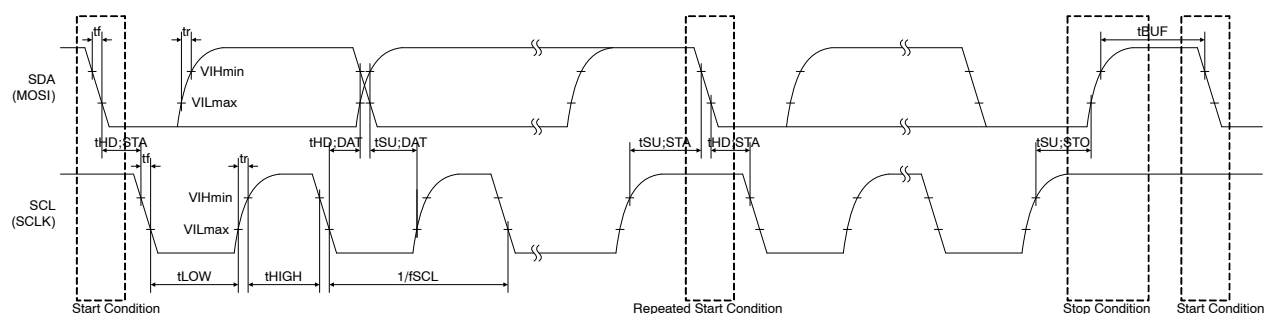 tf
tr
tBUF
SDA
(MOSI)
VIHmin
VILmax
tHD;STA
tHD;DAT
tSU;DAT
tSU;STA
tHD;STA
tSU;STO
tf
tr
SCL
(SCLK)
VIHmin
VILmax
tLOW
tHIGH
1/fSCL
Start Condition
Repeated Start Condition
Stop Condition
Start Condition